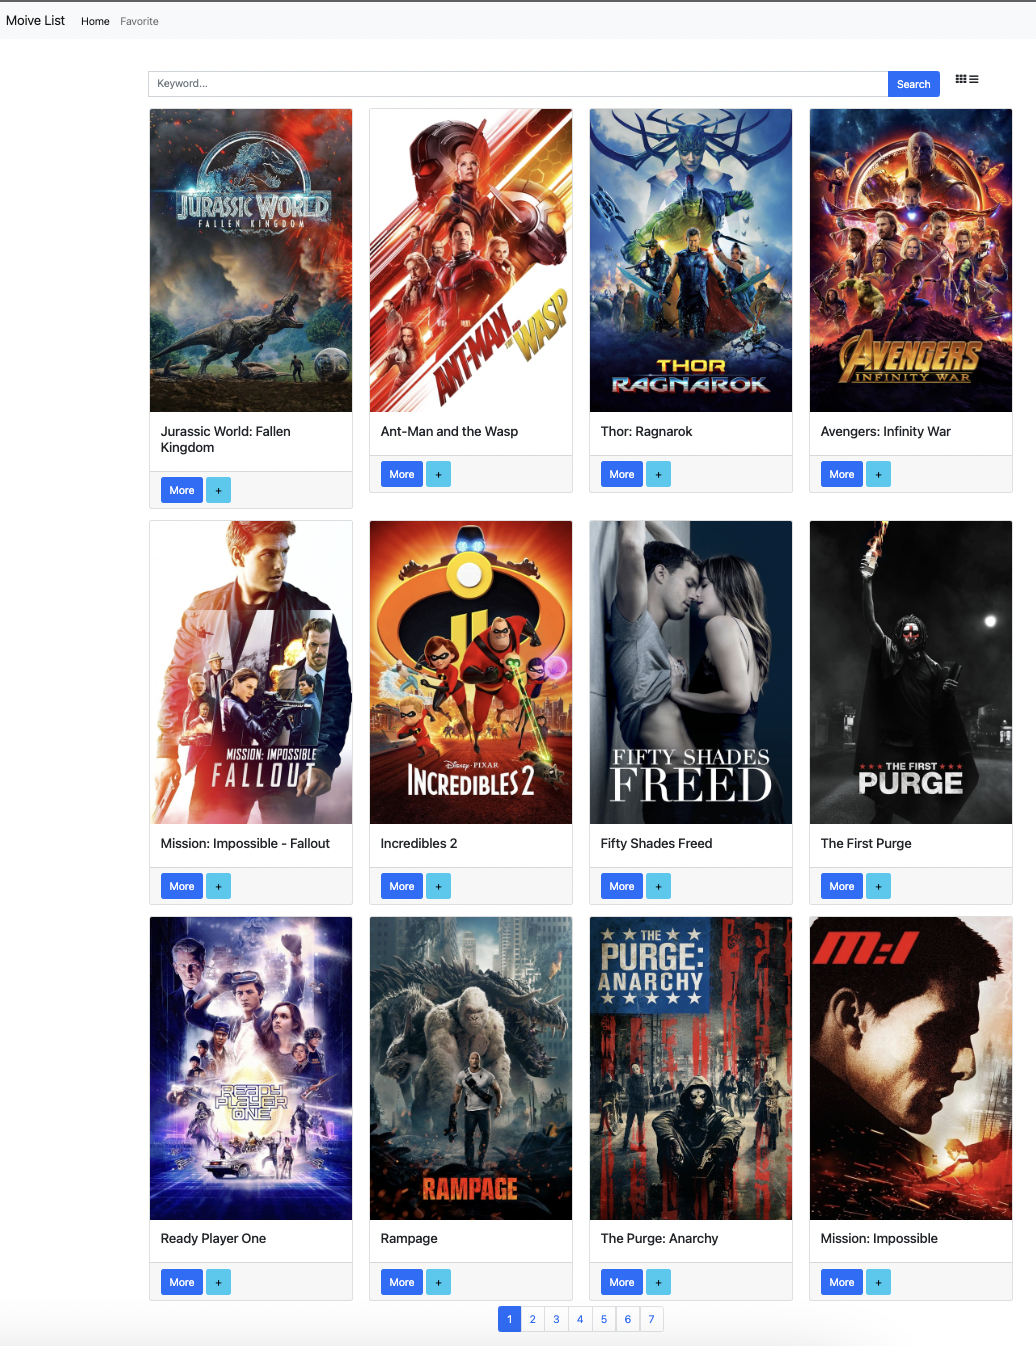 Moive List Home Favorite
Keyword...
Search
JURASSIC WORLD
FALLEN KINGDOM
ANT-MAN
AND THE
WASP
THOR
RAGNAROK
AVENGERS
INFINITY WAR
Jurassic World: Fallen
Kingdom
Ant-Man and the Wasp
Thor: Ragnarok
Avengers: Infinity War
More +
More +
More +
More +
MISSION: IMPOSSIBLE
FALLOUT
Disney · PIXAR
INCREDIBLES 2
FIFTY SHADES
FREED
THE FIRST
PURGE
Mission: Impossible - Fallout
Incredibles 2
Fifty Shades Freed
The First Purge
More +
More +
More +
More +
READY
PLAYER
ONE
RAMPAGE
THE
PURGE:
ANARCHY
M:I
Ready Player One
Rampage
The Purge: Anarchy
Mission: Impossible
More +
More +
More +
More +
1 2 3 4 5 6 7